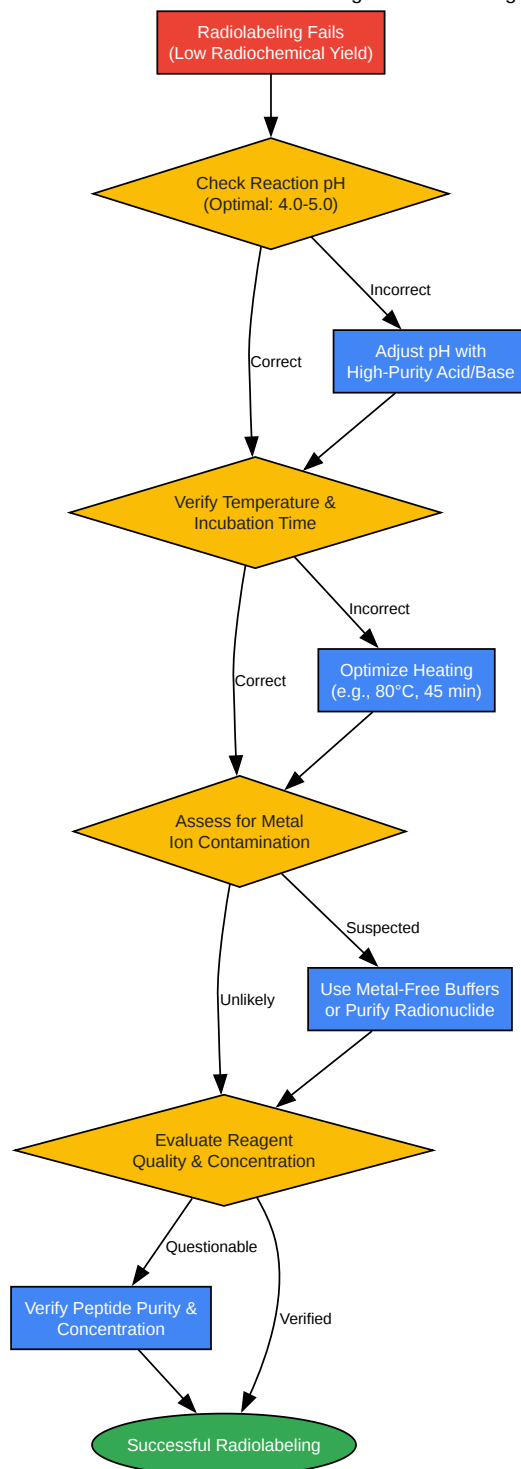 Radiolabeling Fails
(Low Radiochemical Yield)
Check Reaction pH
(Optimal: 4.0-5.0)
Incorrect
Adjust pH with
High-Purity Acid/Base
Correct
Verify Temperature &
Incubation Time
Incorrect
Optimize Heating
(e.g., 80°C, 45 min)
Correct
Assess for Metal
Ion Contamination
Suspected
Use Metal-Free Buffers
or Purify Radionuclide
Unlikely
Evaluate Reagent
Quality & Concentration
Questionable
Verify Peptide Purity &
Concentration
Verified
Successful Radiolabeling